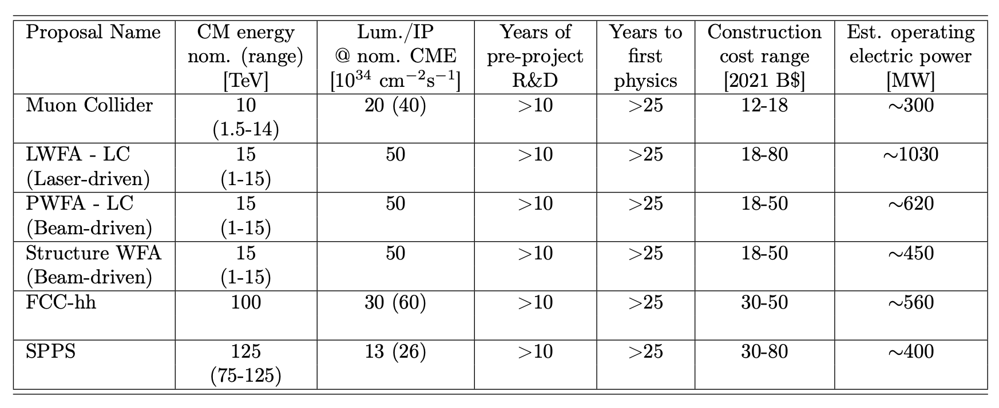 Proposal Name | CM energy | Lum./IP | Years of | Years to | Construction | Est. operating
nom. (range) | @ nom. CME | pre-project | first | cost range | electric power
[TeV] | [10³⁴ cm⁻²s⁻¹] | R&D | physics | [2021 B$] | [MW]
Muon Collider | 10 | 20 (40) | >10 | >25 | 12-18 | ~300
(1.5-14)
LWFA - LC | 15 | 50 | >10 | >25 | 18-80 | ~1030
(Laser-driven) | (1-15)
PWFA - LC | 15 | 50 | >10 | >25 | 18-50 | ~620
(Beam-driven) | (1-15)
Structure WFA | 15 | 50 | >10 | >25 | 18-50 | ~450
(Beam-driven) | (1-15)
FCC-hh | 100 | 30 (60) | >10 | >25 | 30-50 | ~560
SPPS | 125 | 13 (26) | >10 | >25 | 30-80 | ~400
(75-125)